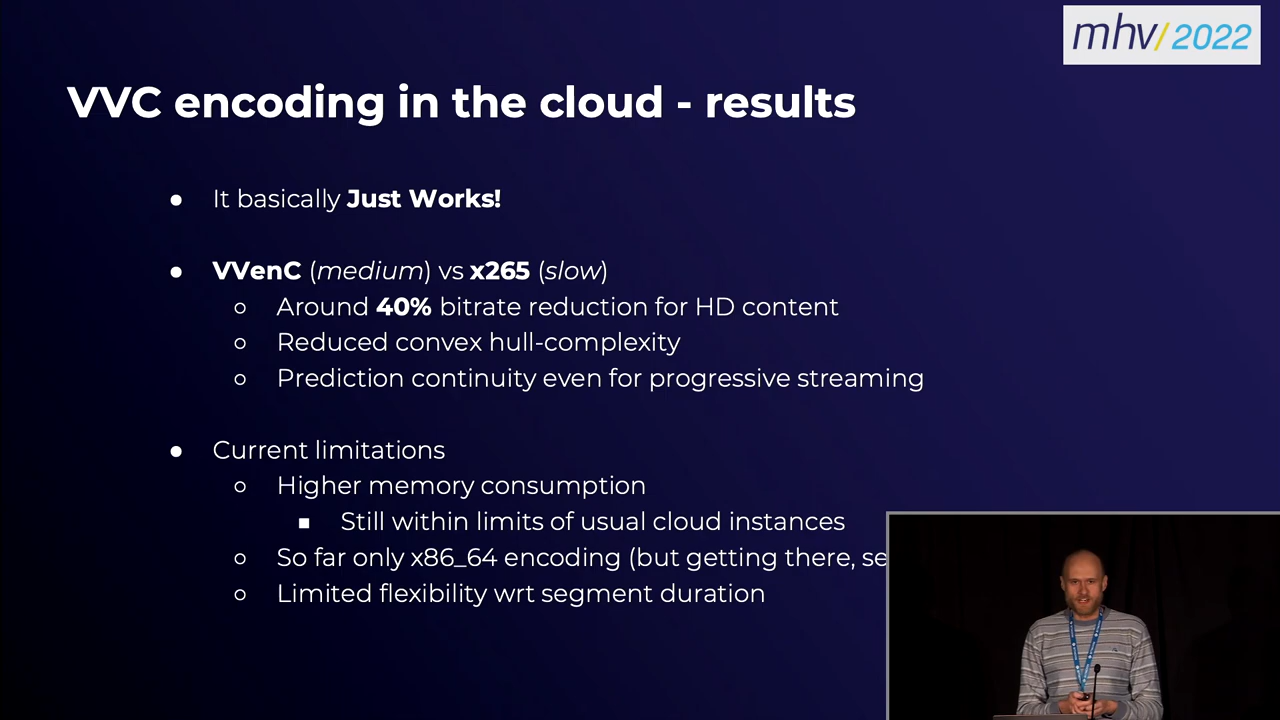 mhv/2022
VVC encoding in the cloud - results
● It basically Just Works!
● VVenC (medium) vs x265 (slow)
○ Around 40% bitrate reduction for HD content
○ Reduced convex hull-complexity
○ Prediction continuity even for progressive streaming
● Current limitations
○ Higher memory consumption
■ Still within limits of usual cloud instances
○ So far only x86_64 encoding (but getting there,
○ Limited flexibility wrt segment duration